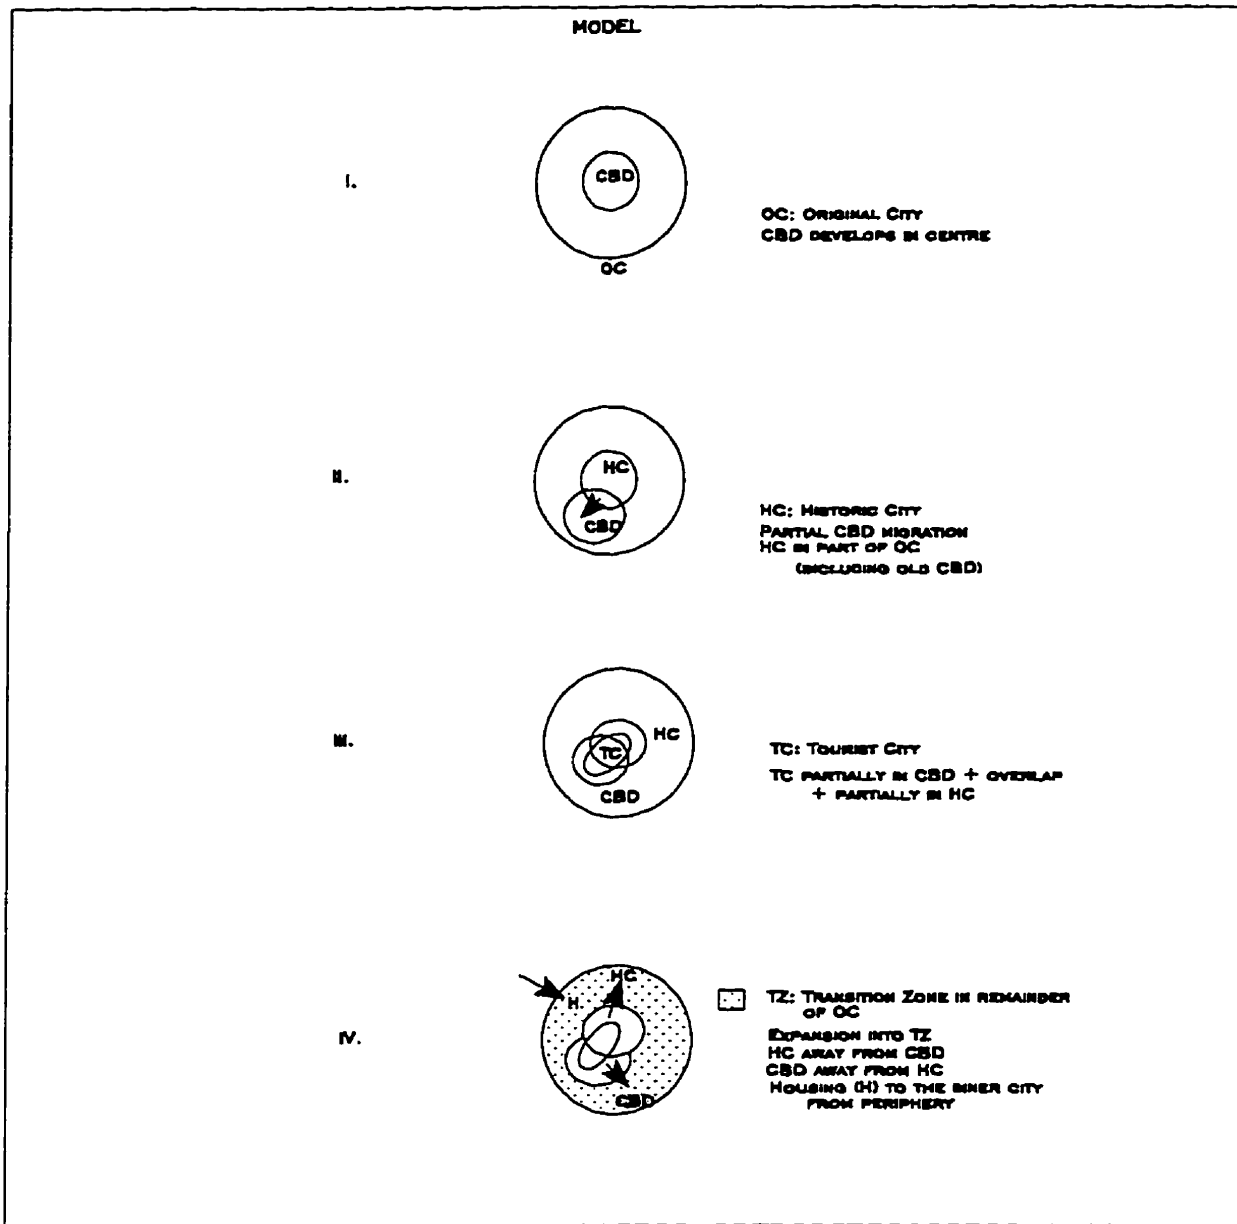 MODEL
I.
CBD
OC
OC: ORIGINAL CITY
CBD DEVELOPS IN CENTRE
II.
HC
CBD
HC: HISTORIC CITY
PARTIAL CBD MIGRATION
HC IN PART OF OC
(INCLUDING OLD CBD)
III.
HC
TC
CBD
TC: TOURIST CITY
TC PARTIALLY IN CBD + OVERLAP
+ PARTIALLY IN HC
IV.
HC
H
CBD
TZ: TRANSITION ZONE IN REMAINDER
OF OC
EXPANSION INTO TZ
HC AWAY FROM CBD
CBD AWAY FROM HC
HOUSING (H) TO THE INNER CITY
FROM PERIPHERY